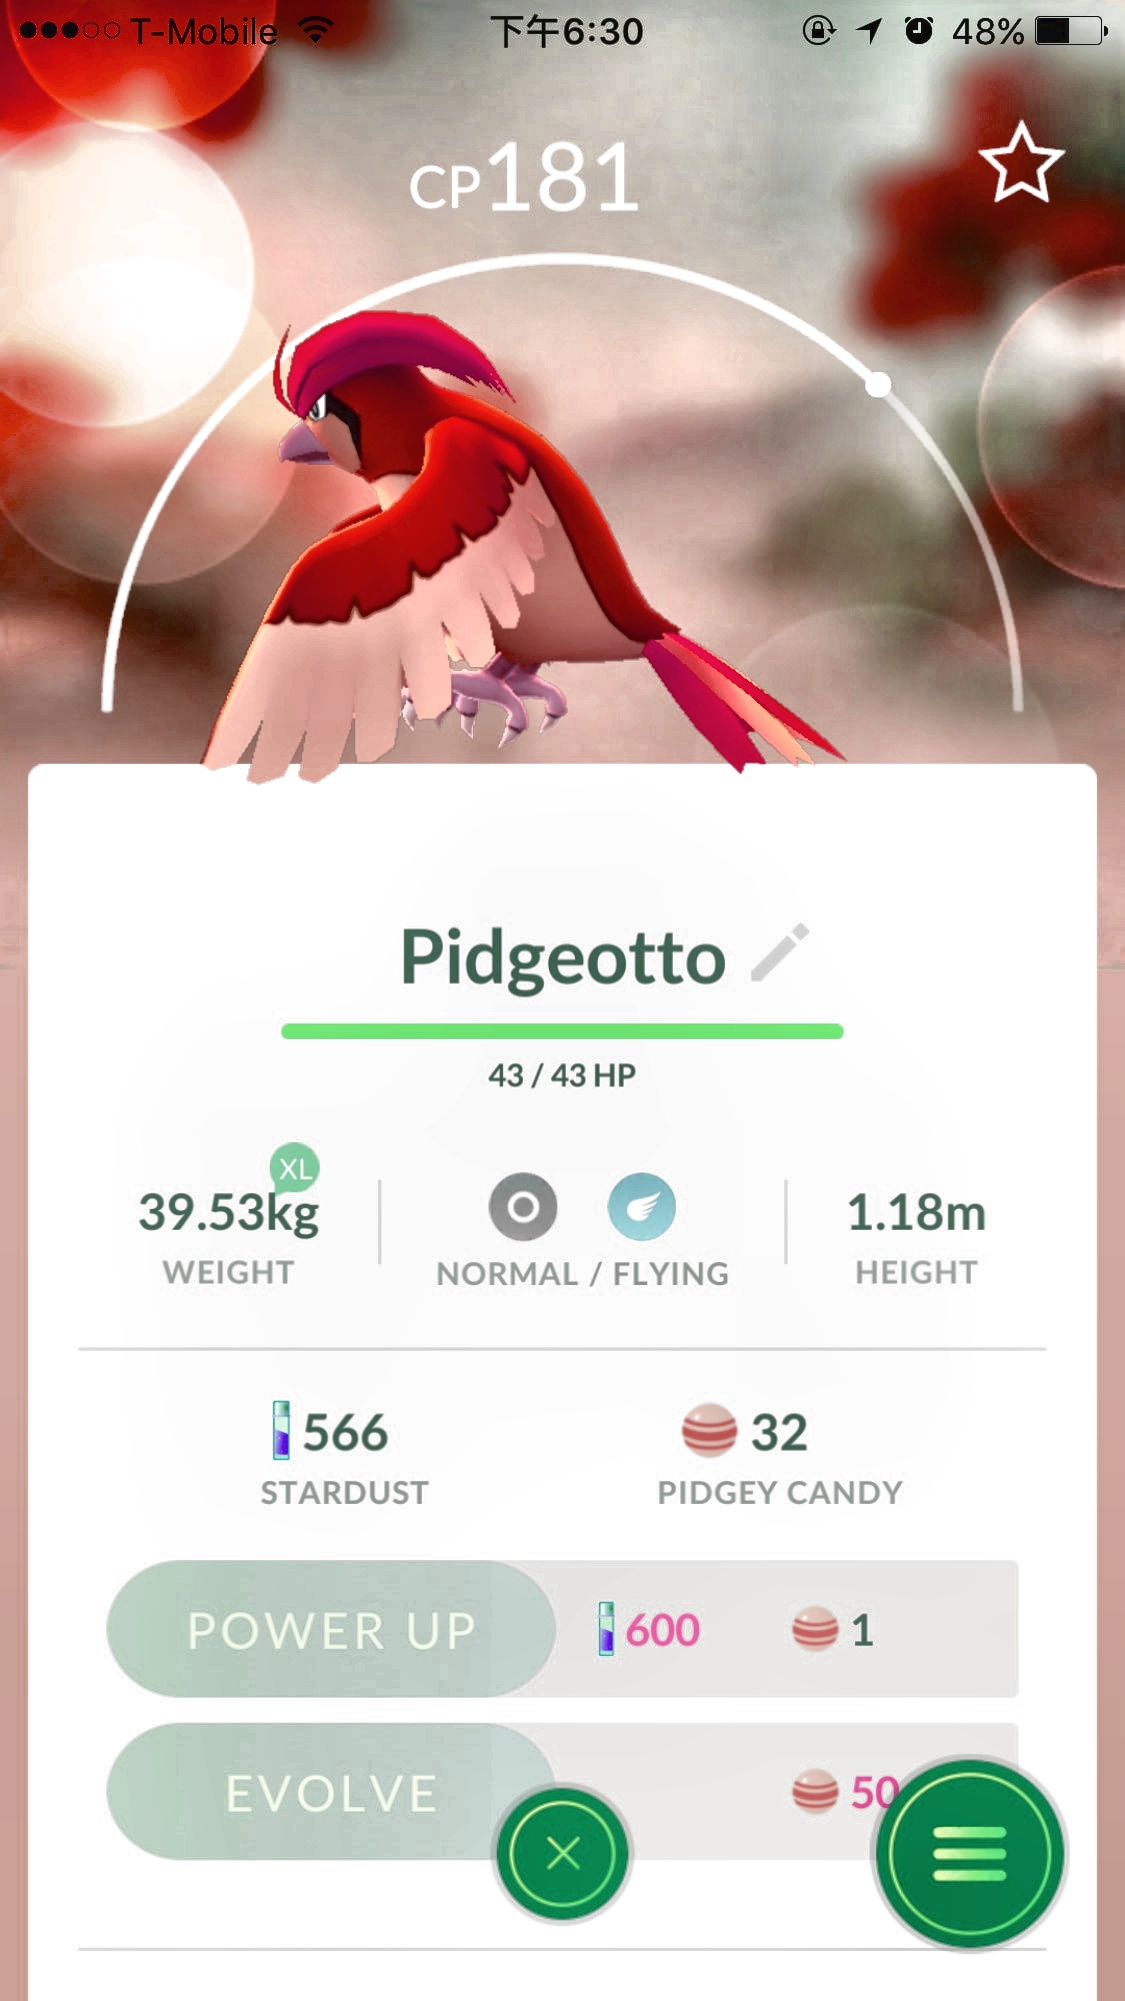 T-Mobile 下午6:30 48%
CP181
Pidgeotto
43 / 43 HP
XL
39.53kg
WEIGHT
NORMAL / FLYING
1.18m
HEIGHT
566
STARDUST
32
PIDGEY CANDY
POWER UP 600 1
EVOLVE 50